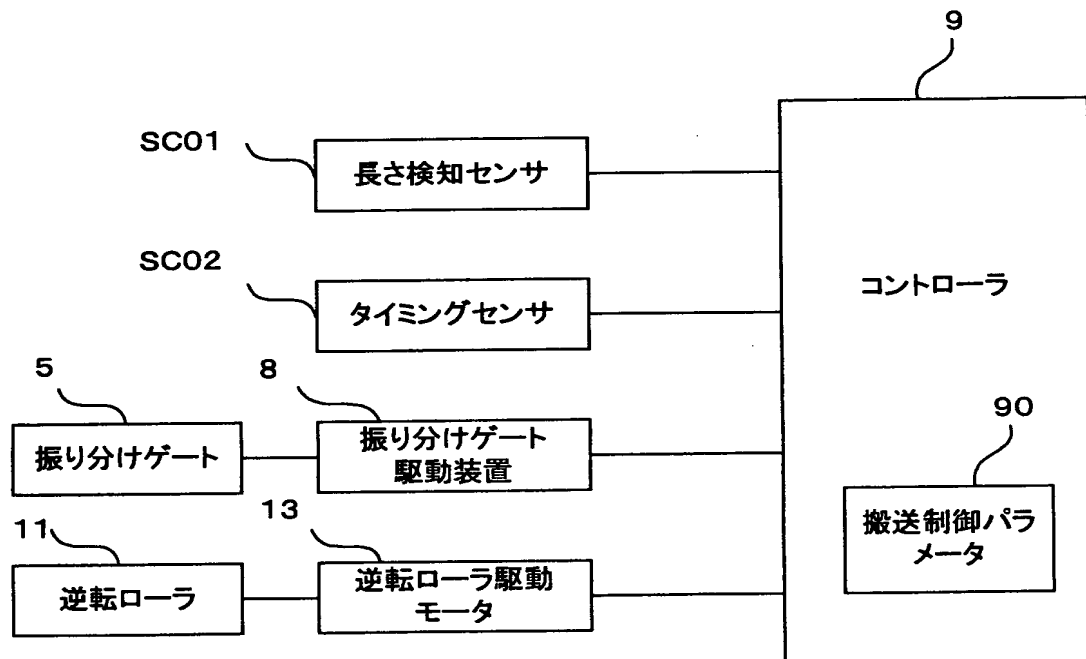 9
SC01
長さ検知センサ
SC02
タイミングセンサ
コントローラ
5
振り分けゲート
8
振り分けゲート
駆動装置
90
搬送制御パラ
メータ
11
逆転ローラ
13
逆転ローラ駆動
モータ